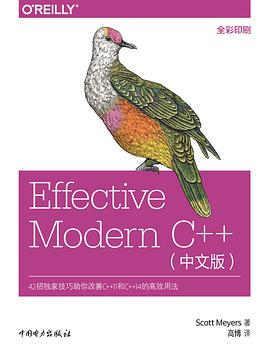 O'REILLY®
全彩印刷
Effective
Modern C++
（中文版）
42招独家技巧助你改善C++11和C++14的高效用法
中国电力出版社
Scott Meyers 著
高博 译